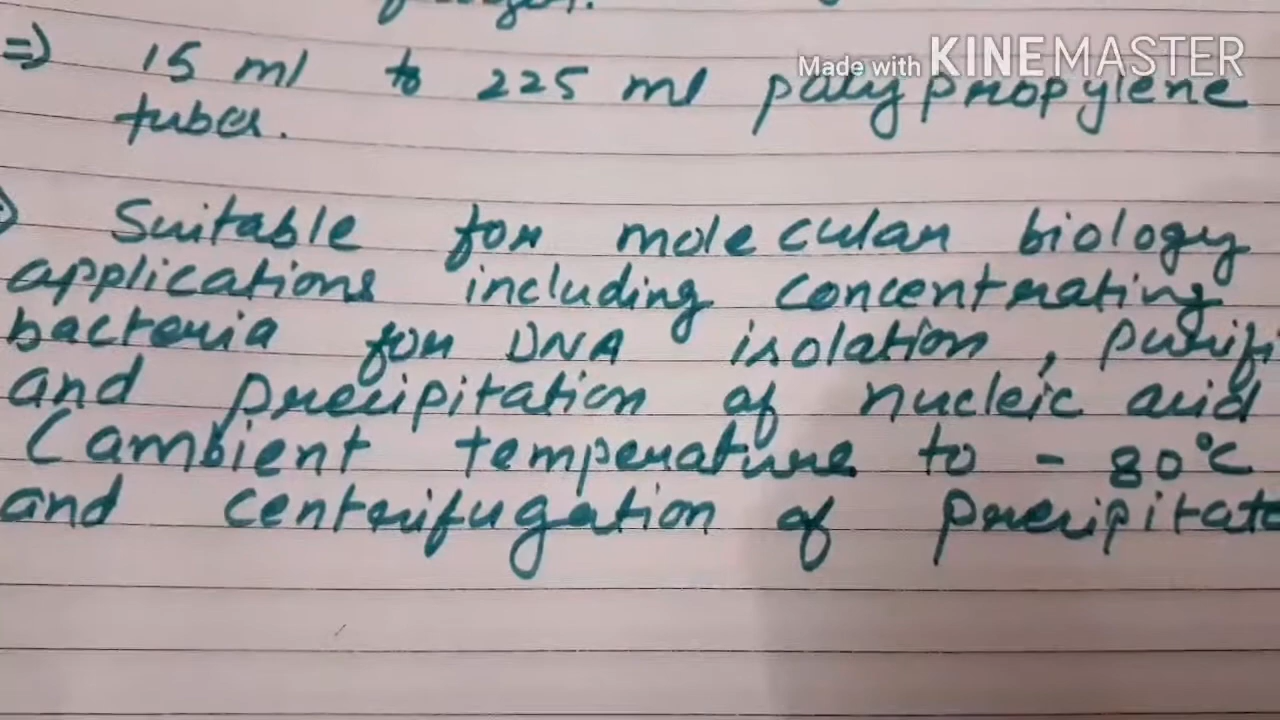 => 15 ml to 225 ml polypropylene
Made with KINEMASTER
tubes.
Suitable for molecular biology
applications including concentrating
bacteria for DNA isolation, purifi
and precipitation of nucleic acid
(ambient temperature to - 80°C
and centrifugation of precipitate